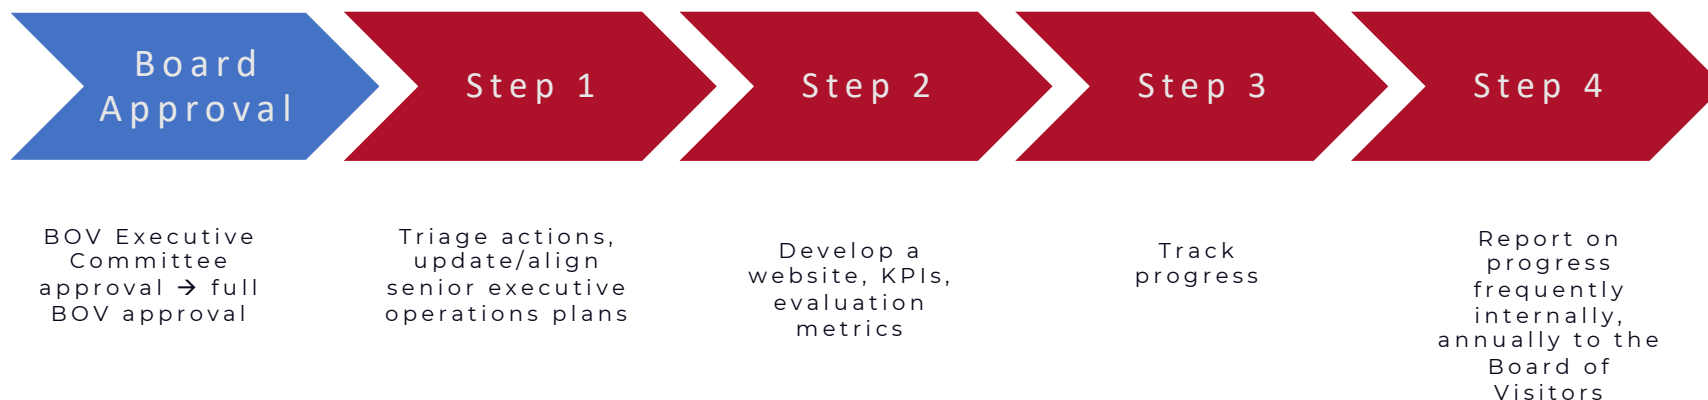 Board
Approval
Step 1
Step 2
Step 3
Step 4
BOV Executive
Committee
approval → full
BOV approval
Triage actions,
update/align
senior executive
operations plans
Develop a
website, KPIs,
evaluation
metrics
Track
progress
Report on
progress
frequently
internally,
annually to the
Board of
Visitors